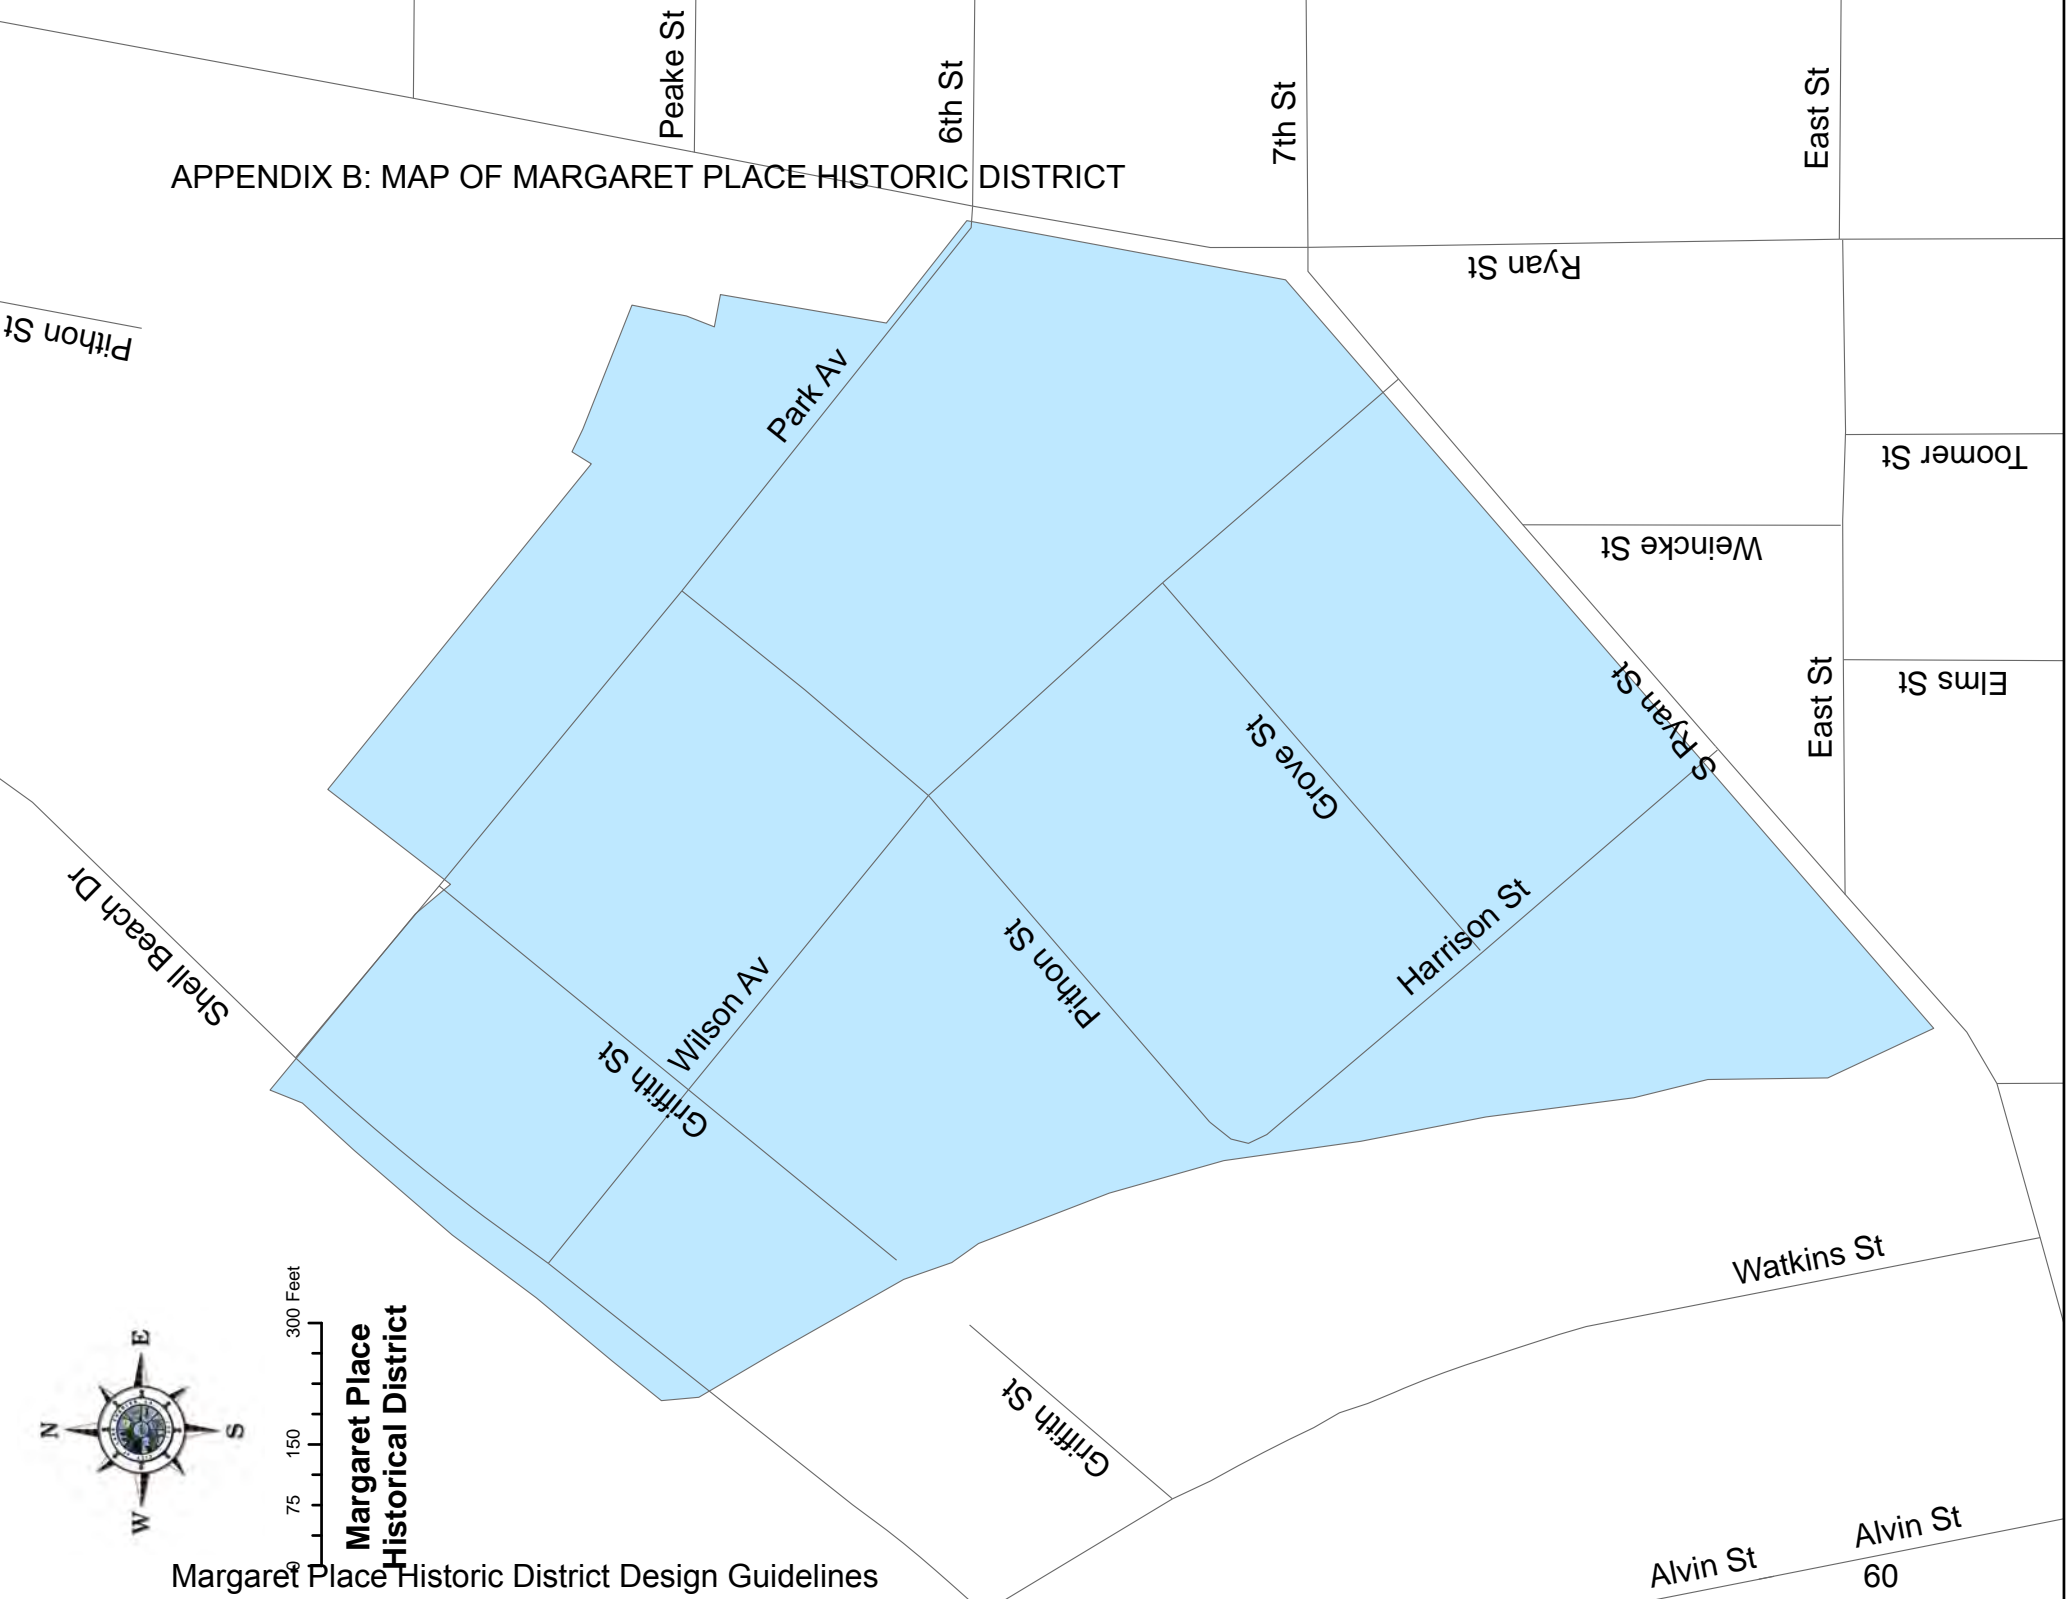 Peake St
6th St
7th St
East St
APPENDIX B: MAP OF MARGARET PLACE HISTORIC DISTRICT
Ryan St
Pithon St
Park Av
Toomer St
Weincke St
Elms St
S Ryan St
East St
Grove St
Shell Beach Dr
Harrison St
Pithon St
Wilson Av
Griffith St
Watkins St
Griffith St
E
N
S
W
300 Feet
150
75
0
Margaret Place
Historical District
Alvin St
Alvin St
Margaret Place Historic District Design Guidelines
60